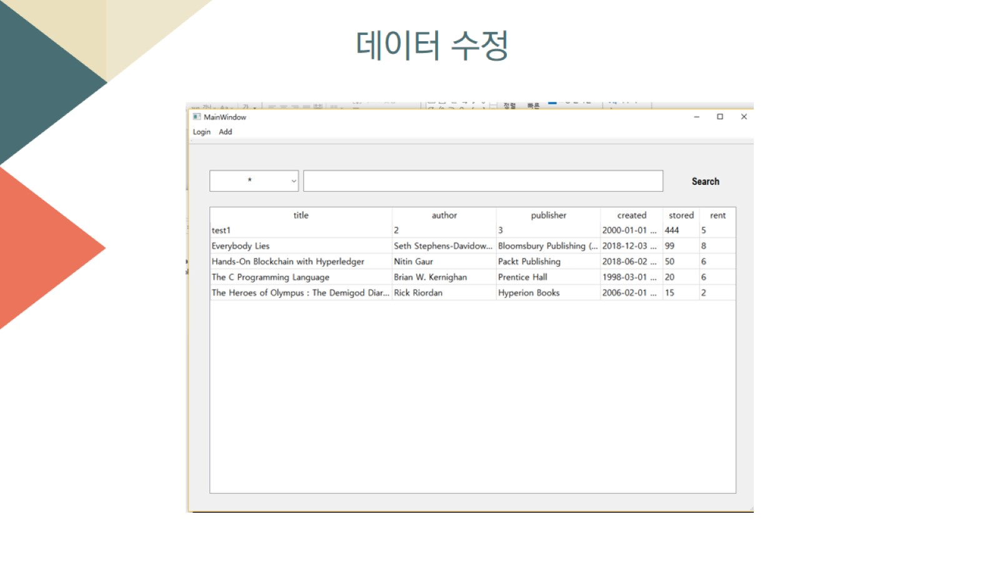 데이터 수정
정렬 빠른
MainWindow
Login Add
* Search
title author publisher created stored rent
test1 2 3 2000-01-01 ... 444 5
Everybody Lies Seth Stephens-Davidow... Bloomsbury Publishing (... 2018-12-03 ... 99 8
Hands-On Blockchain with Hyperledger Nitin Gaur Packt Publishing 2018-06-02 ... 50 6
The C Programming Language Brian W. Kernighan Prentice Hall 1998-03-01 ... 20 6
The Heroes of Olympus : The Demigod Diar... Rick Riordan Hyperion Books 2006-02-01 ... 15 2